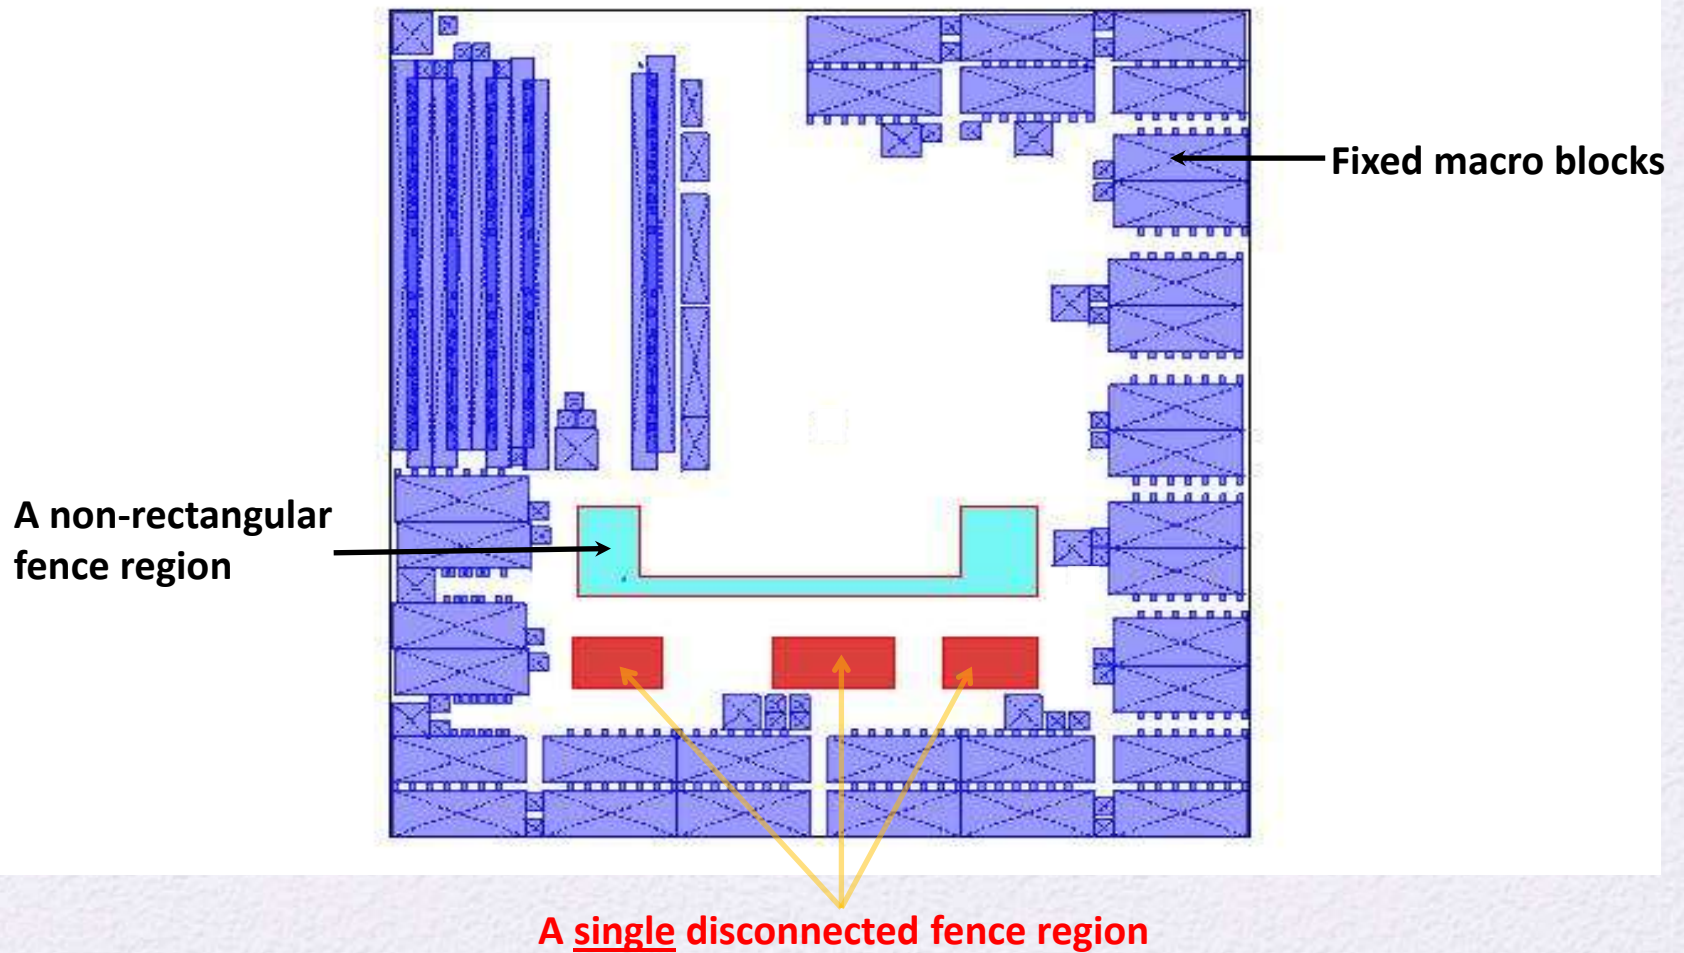 Fixed macro blocks
A non-rectangular
fence region
A single disconnected fence region